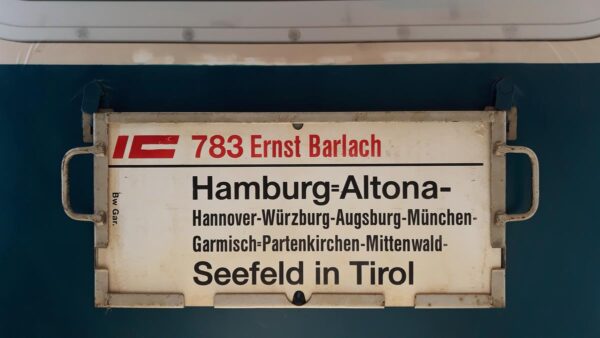 IC 783 Ernst Barlach
Hamburg=Altona-
Hannover-Würzburg-Augsburg-München-
Garmisch=Partenkirchen-Mittenwald-
Seefeld in Tirol
Bw Gar.